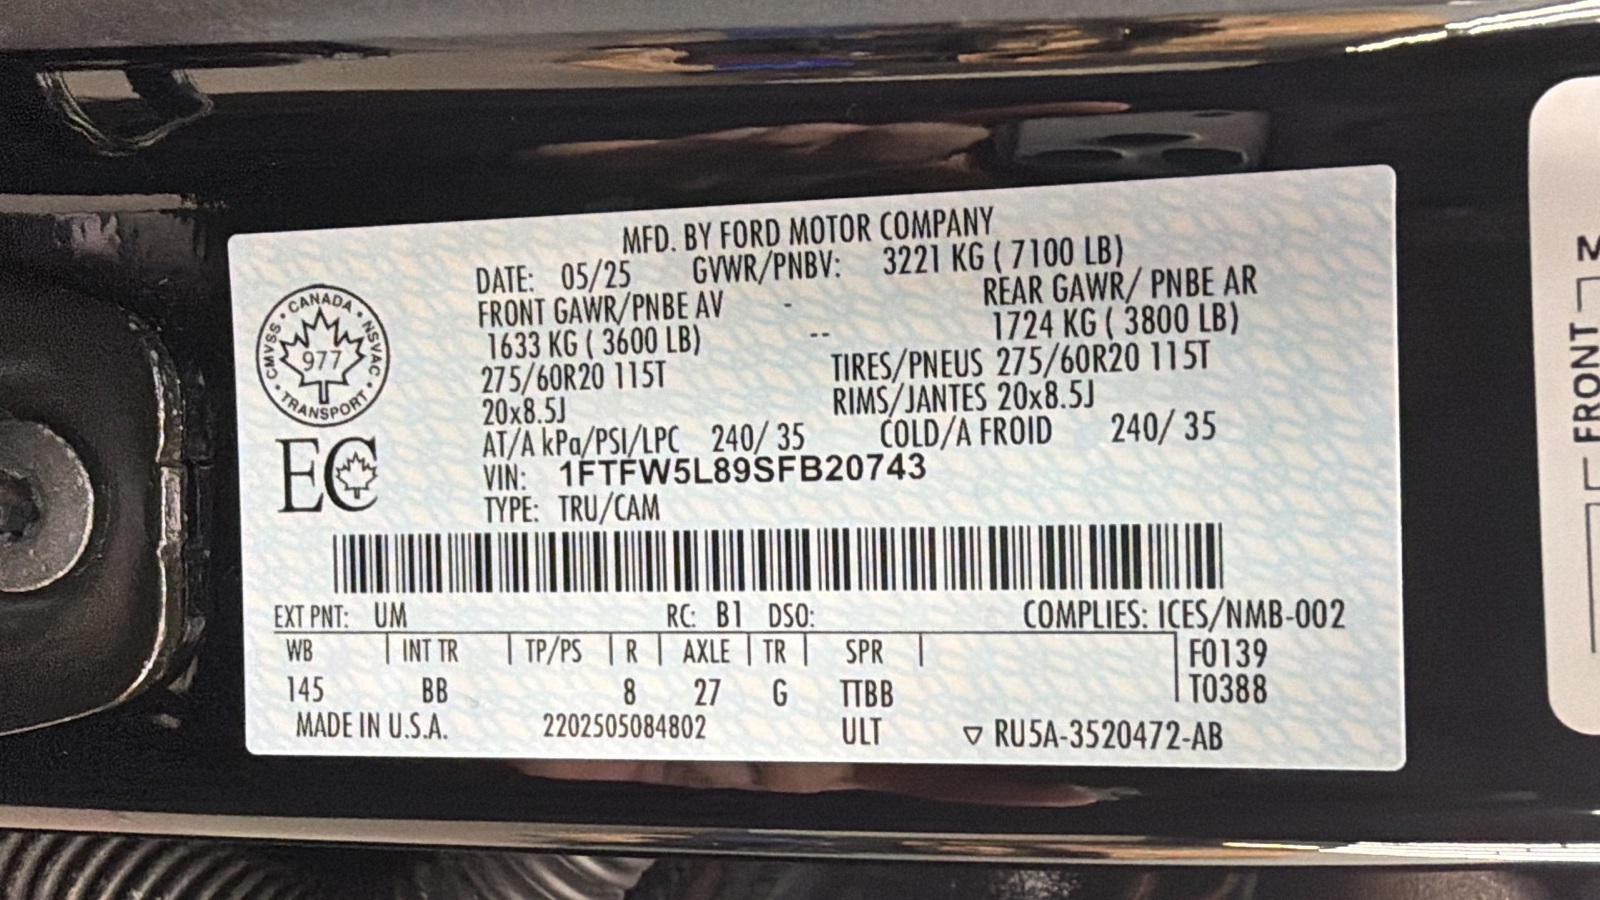 MFD. BY FORD MOTOR COMPANY
DATE: 05/25 GVWR/PNBV: 3221 KG ( 7100 LB)
FRONT GAWR/PNBE AV - REAR GAWR/ PNBE AR
1633 KG ( 3600 LB) -- 1724 KG ( 3800 LB)
275/60R20 115T TIRES/PNEUS 275/60R20 115T
20x8.5J RIMS/JANTES 20x8.5J
AT/A kPa/PSI/LPC 240/ 35 COLD/A FROID 240/ 35
VIN: 1FTFW5L89SFB20743
TYPE: TRU/CAM
CANADA
CMVSS 977 NSVAC
TRANSPORT
EC
EXT PNT: UM RC: B1 DSO: COMPLIES: ICES/NMB-002
WB | INT TR | TP/PS | R | AXLE | TR | SPR | F0139
145 BB 8 27 G TTBB T0388
MADE IN U.S.A. 2202505084802 ULT ▽ RU5A-3520472-AB
FRONT